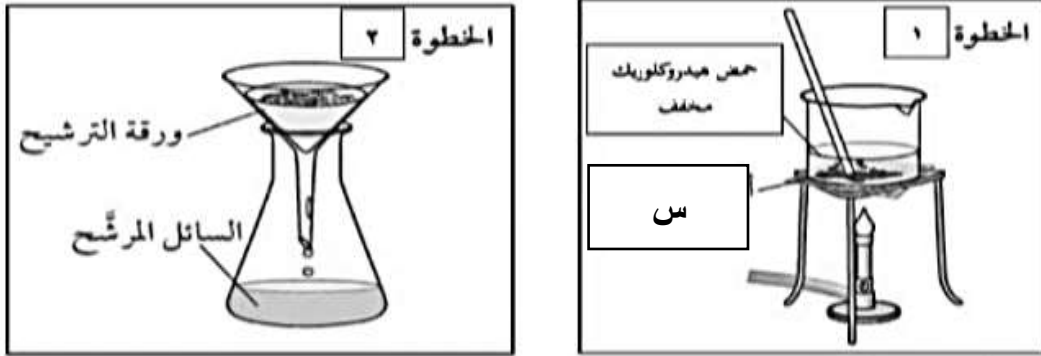 الخطوة ١
حمض هيدروكلوريك
مخفف
س
الخطوة ٢
ورقة الترشيح
السائل المرشَّح